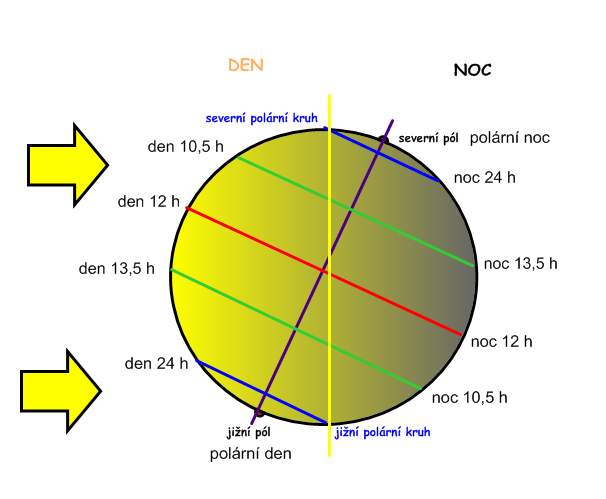 DEN
NOC
severní polární kruh
severní pól
polární noc
den 10,5 h
noc 24 h
den 12 h
den 13,5 h
noc 13,5 h
noc 12 h
den 24 h
noc 10,5 h
jižní pól
jižní polární kruh
polární den